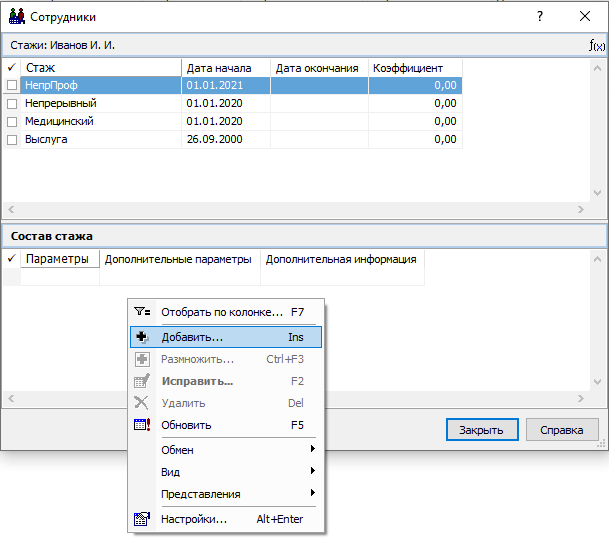 Сотрудники
Стажи: Иванов И. И. f(x)
Стаж Дата начала Дата окончания Коэффициент
НепрПроф 01.01.2021 0,00
Непрерывный 01.01.2020 0,00
Медицинский 01.01.2020 0,00
Выслуга 26.09.2000 0,00
Состав стажа
Параметры Дополнительные параметры Дополнительная информация
Отобрать по колонке... F7
Добавить... Ins
Размножить... Ctrl+F3
Исправить... F2
Удалить Del
Обновить F5
Обмен
Вид
Представления
Настройки... Alt+Enter
Закрыть Справка